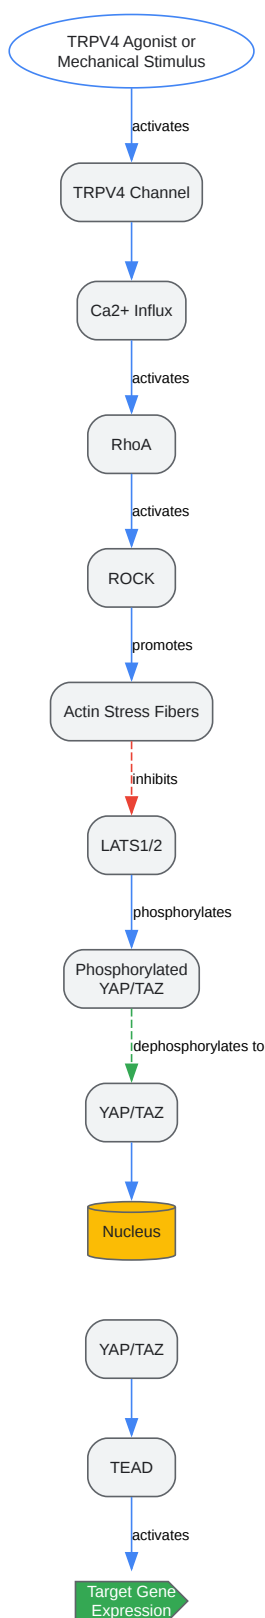 TRPV4 Agonist or
Mechanical Stimulus
activates
TRPV4 Channel
Ca2+ Influx
activates
RhoA
activates
ROCK
promotes
Actin Stress Fibers
inhibits
LATS1/2
phosphorylates
Phosphorylated
YAP/TAZ
dephosphorylates to
YAP/TAZ
Nucleus
YAP/TAZ
TEAD
activates
Target Gene
Expression